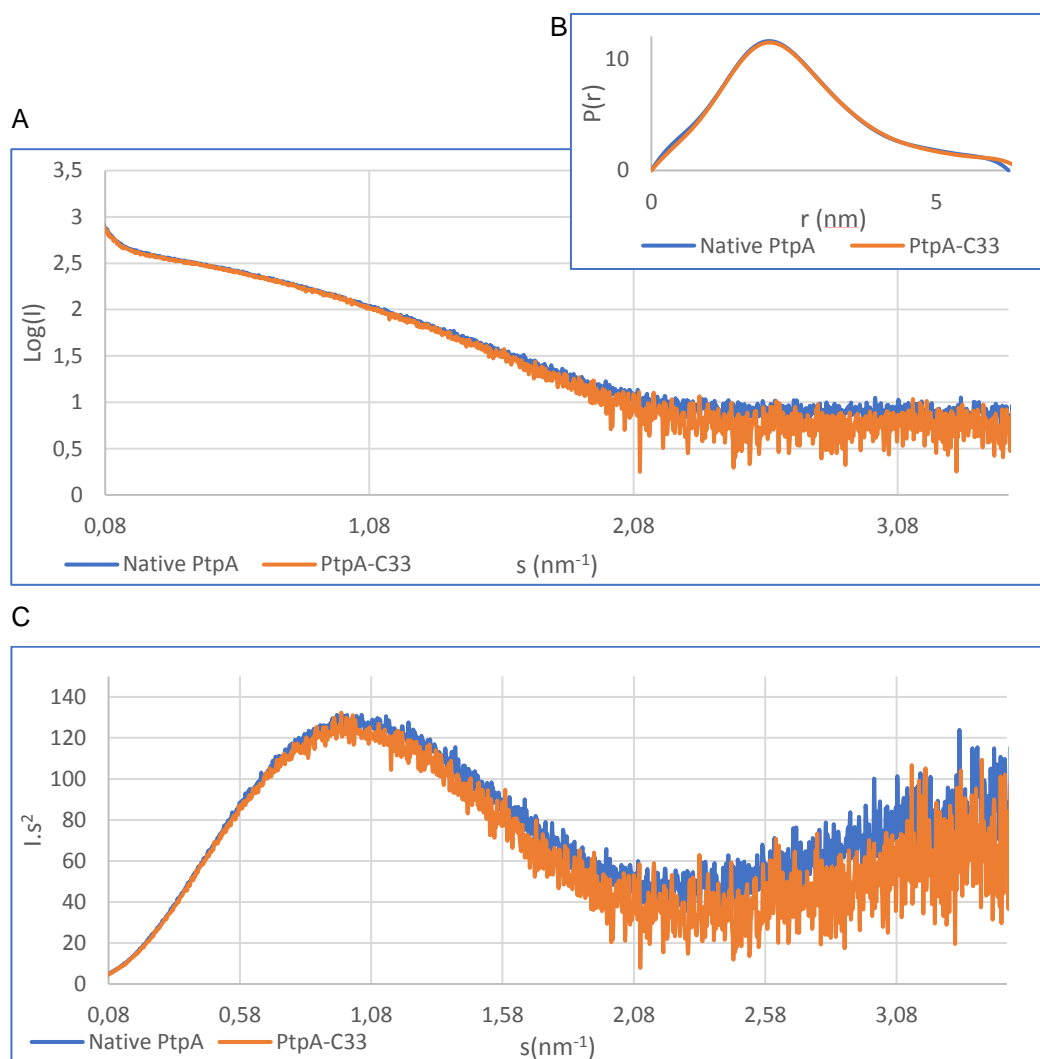 B
10
0
P(r)
0
5
r (nm)
Native PtpA
PtpA-C33
A
3,5
3
2,5
2
1,5
1
0,5
0
Log(I)
0,08
1,08
2,08
3,08
Native PtpA
PtpA-C33
s (nm⁻¹)
C
140
120
100
80
60
40
20
0
I.s²
0,08
0,58
1,08
1,58
2,08
2,58
3,08
Native PtpA
PtpA-C33
s(nm⁻¹)